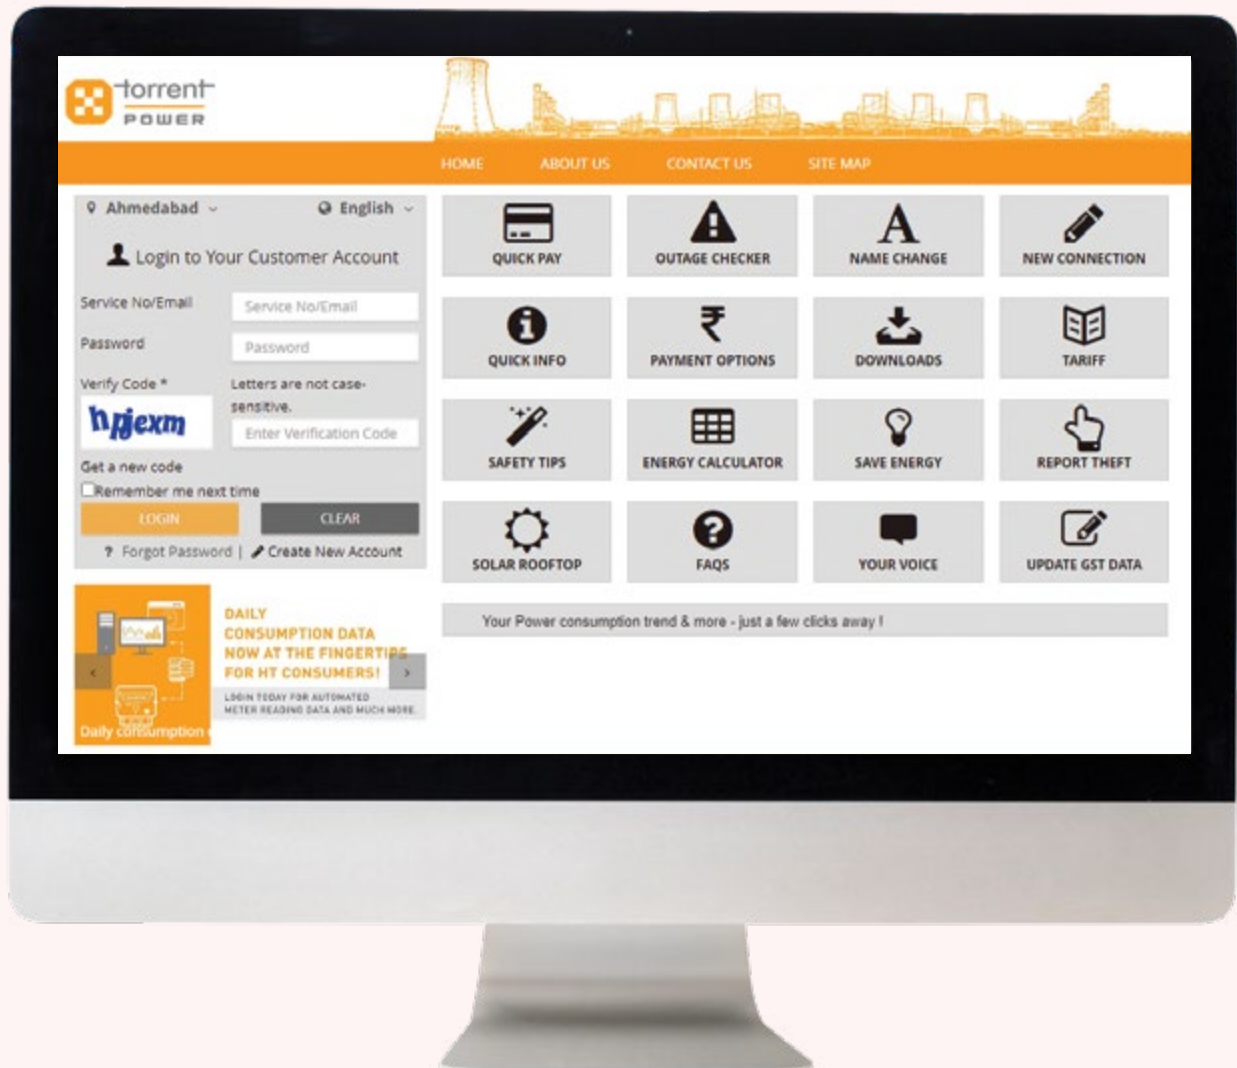 torrent
POWER
HOME ABOUT US CONTACT US SITE MAP
Ahmedabad English
Login to Your Customer Account
Service No/Email Service No/Email
Password Password
Verify Code * Letters are not case-
sensitive.
hpjexm
Enter Verification Code
Get a new code
Remember me next time
LOGIN CLEAR
? Forgot Password | Create New Account
QUICK PAY OUTAGE CHECKER NAME CHANGE NEW CONNECTION
QUICK INFO PAYMENT OPTIONS DOWNLOADS TARIFF
SAFETY TIPS ENERGY CALCULATOR SAVE ENERGY REPORT THEFT
SOLAR ROOFTOP FAQS YOUR VOICE UPDATE GST DATA
Your Power consumption trend & more - just a few clicks away !
DAILY
CONSUMPTION DATA
NOW AT THE FINGERTIPS
FOR HT CONSUMERS!
LOGIN TODAY FOR AUTOMATED
METER READING DATA AND MUCH MORE.
Daily consumption